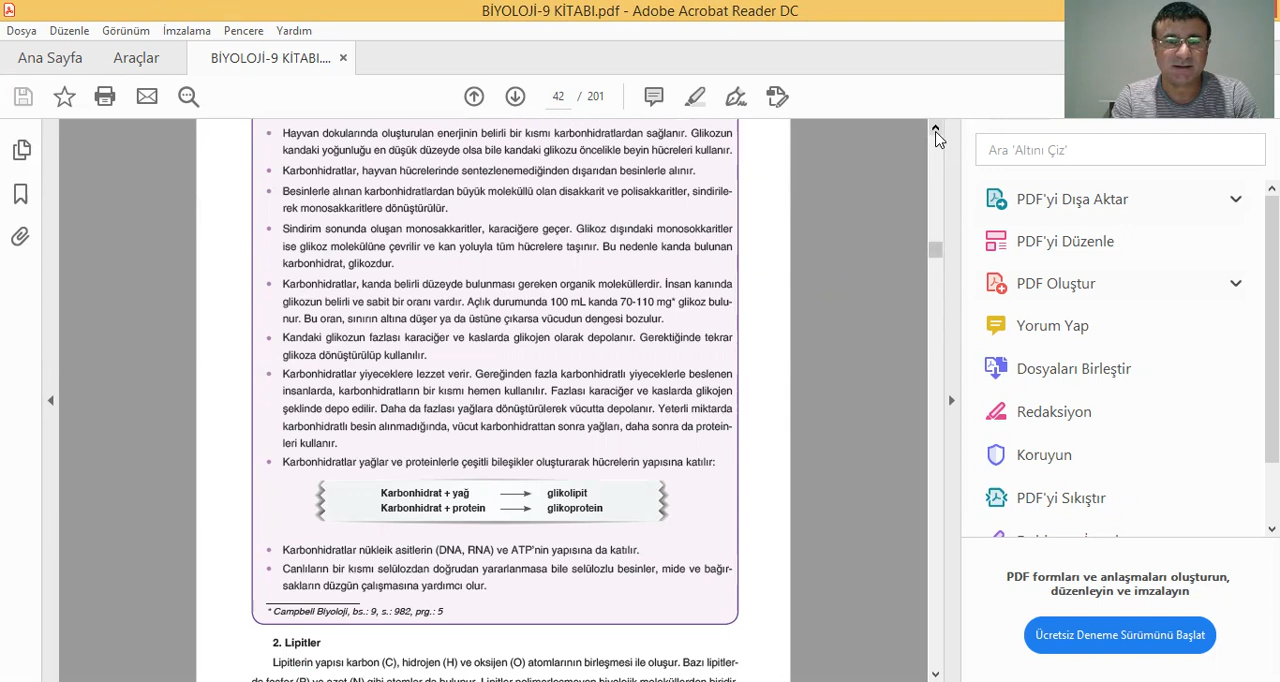 BİYOLOJİ-9 KİTABI.pdf - Adobe Acrobat Reader DC
Dosya Düzenle Görünüm İmzalama Pencere Yardım
Ana Sayfa Araçlar BİYOLOJİ-9 KİTABI.... ×
42 / 201
Hayvan dokularında oluşturulan enerjinin belirli bir kısmı karbonhidratlardan sağlanır. Glikozun
kandaki yoğunluğu en düşük düzeyde olsa bile kandaki glikozu öncelikle beyin hücreleri kullanır.
Karbonhidratlar, hayvan hücrelerinde sentezlenemediğinden dışarıdan besinlerle alınır.
Besinlerle alınan karbonhidratlardan büyük moleküllü olan disakkarit ve polisakkaritler, sindirile-
rek monosakkaritlere dönüştürülür.
Sindirim sonunda oluşan monosakkaritler, karaciğere geçer. Glikoz dışındaki monosokkaritler
ise glikoz molekülüne çevrilir ve kan yoluyla tüm hücrelere taşınır. Bu nedenle kanda bulunan
karbonhidrat, glikozdur.
Karbonhidratlar, kanda belirli düzeyde bulunması gereken organik moleküllerdir. İnsan kanında
glikozun belirli ve sabit bir oranı vardır. Açlık durumunda 100 mL kanda 70-110 mg* glikoz bulu-
nur. Bu oran, sınırın altına düşer ya da üstüne çıkarsa vücudun dengesi bozulur.
Kandaki glikozun fazlası karaciğer ve kaslarda glikojen olarak depolanır. Gerektiğinde tekrar
glikoza dönüştürülüp kullanılır.
Karbonhidratlar yiyeceklere lezzet verir. Gereğinden fazla karbonhidratlı yiyeceklerle beslenen
insanlarda, karbonhidratların bir kısmı hemen kullanılır. Fazlası karaciğer ve kaslarda glikojen
şeklinde depo edilir. Daha da fazlası yağlara dönüştürülerek vücutta depolanır. Yeterli miktarda
karbonhidratlı besin alınmadığında, vücut karbonhidrattan sonra yağları, daha sonra da protein-
leri kullanır.
Karbonhidratlar yağlar ve proteinlerle çeşitli bileşikler oluşturarak hücrelerin yapısına katılır:
Karbonhidrat + yağ → glikolipit
Karbonhidrat + protein → glikoprotein
Karbonhidratlar nükleik asitlerin (DNA, RNA) ve ATP'nin yapısına da katılır.
Canlıların bir kısmı selülozdan doğrudan yararlanmasa bile selülozlu besinler, mide ve bağır-
sakların düzgün çalışmasına yardımcı olur.
* Campbell Biyoloji, bs.: 9, s.: 982, prg.: 5
2. Lipitler
Lipitlerin yapısı karbon (C), hidrojen (H) ve oksijen (O) atomlarının birleşmesi ile oluşur. Bazı lipitler-
de fosfor (P) ve azot (N) gibi atomlar da bulunur. Lipitler polimerleşmeyen biyolojik moleküllerden biridir.
Ara 'Altını Çiz'
PDF'yi Dışa Aktar
PDF'yi Düzenle
PDF Oluştur
Yorum Yap
Dosyaları Birleştir
Redaksiyon
Koruyun
PDF'yi Sıkıştır
PDF formları ve anlaşmaları oluşturun,
düzenleyin ve imzalayın
Ücretsiz Deneme Sürümünü Başlat